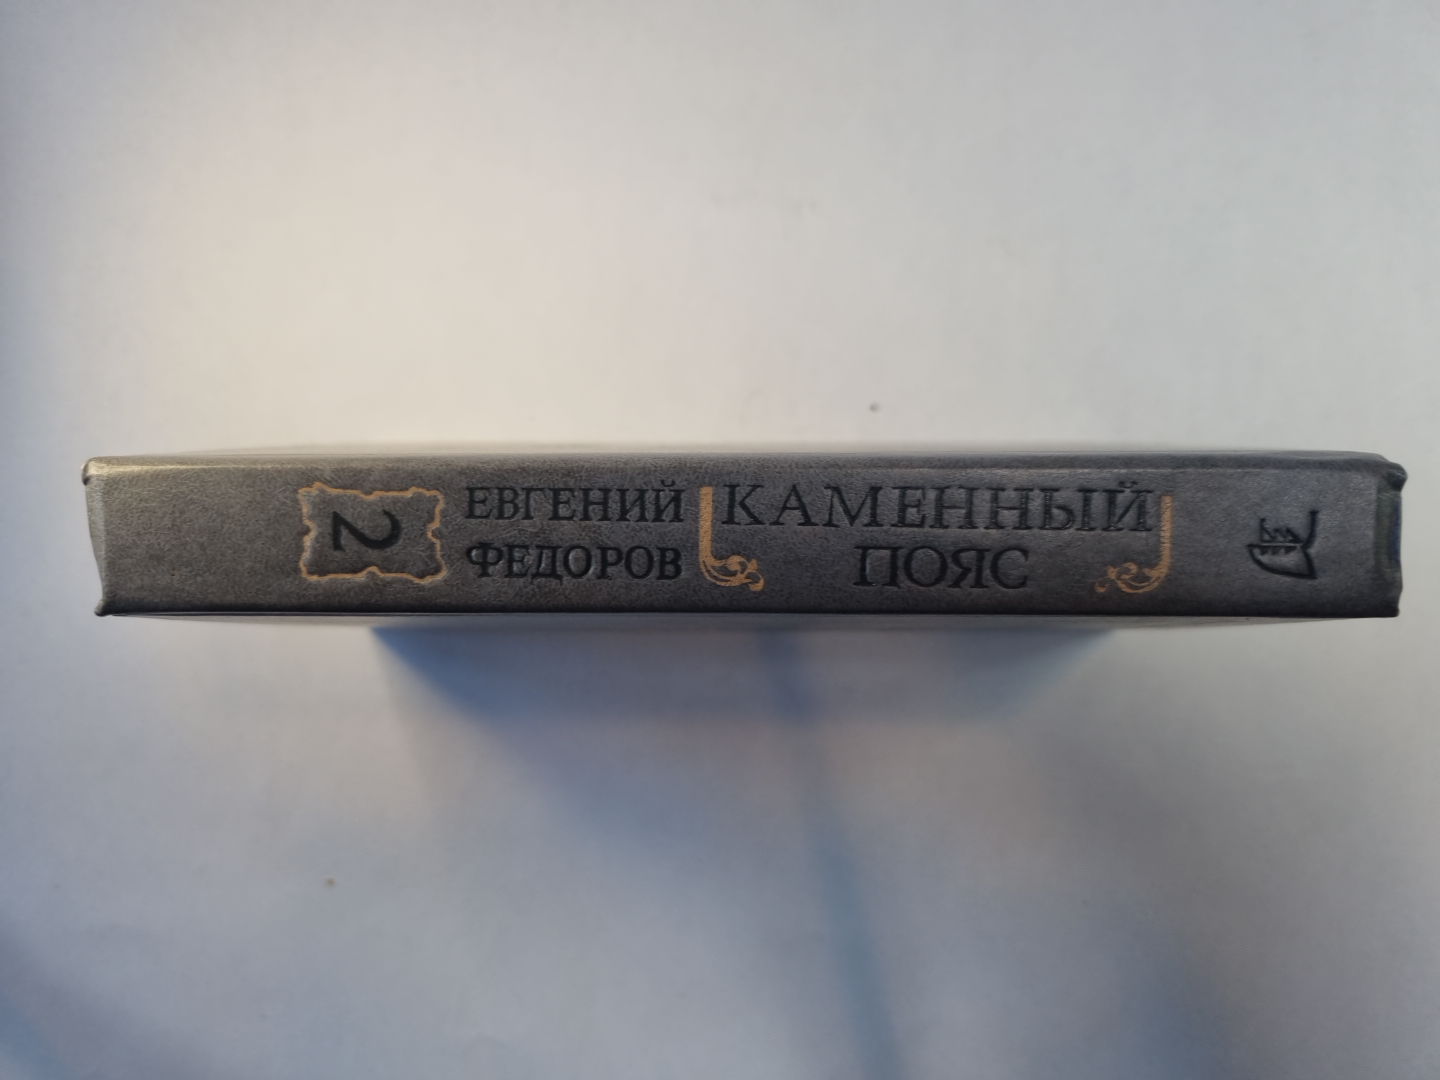 2
ЕВГЕНИЙ
ФЕДОРОВ
КАМЕННЫЙ
ПОЯС